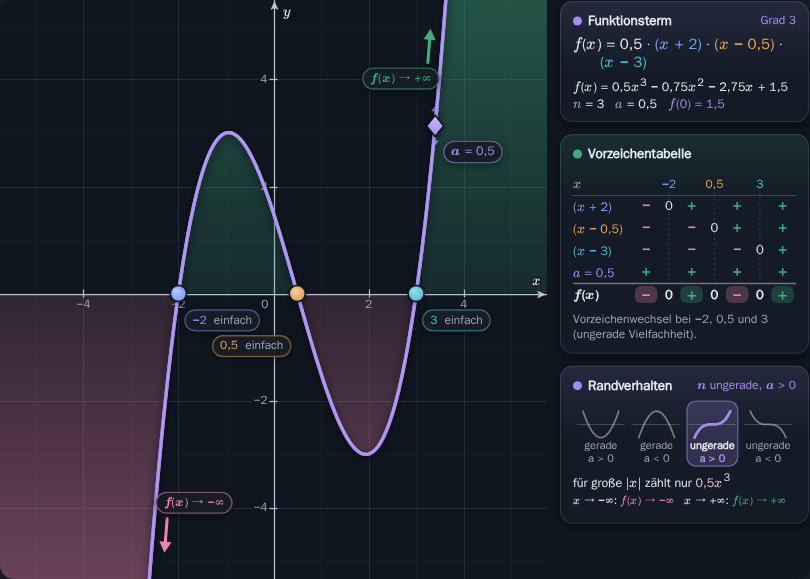 y
4
f(x) → +∞
a = 0,5
x
−4
−2
0
2
4
−2 einfach
3 einfach
0,5 einfach
−2
f(x) → −∞
−4
Funktionsterm
Grad 3
f(x) = 0,5 · (x + 2) · (x − 0,5) ·
(x − 3)
f(x) = 0,5x³ − 0,75x² − 2,75x + 1,5
n = 3 a = 0,5 f(0) = 1,5
Vorzeichentabelle
x −2 0,5 3
(x + 2) − 0 + + +
(x − 0,5) − − 0 + +
(x − 3) − − − 0 +
a = 0,5 + + + +
f(x) − 0 + 0 − 0 +
Vorzeichenwechsel bei −2, 0,5 und 3
(ungerade Vielfachheit).
Randverhalten
n ungerade, a > 0
gerade
a > 0
gerade
a < 0
ungerade
a > 0
ungerade
a < 0
für große |x| zählt nur 0,5x³
x → −∞: f(x) → −∞ x → +∞: f(x) → +∞